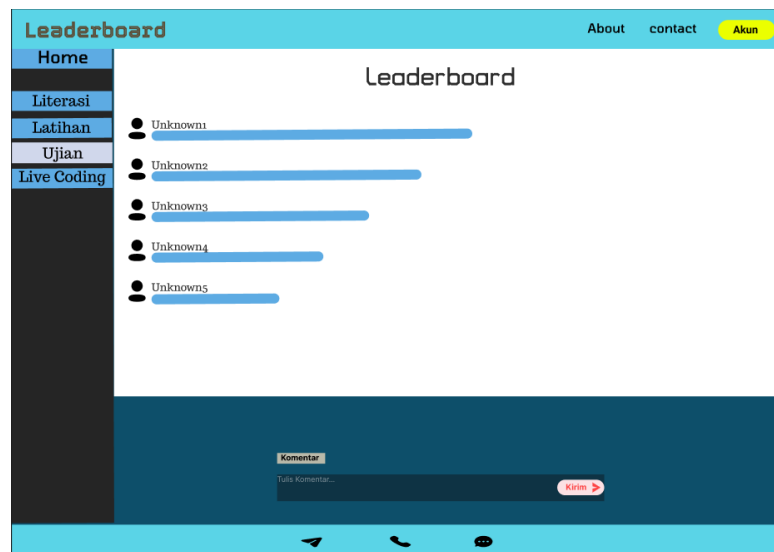 Leaderboard
About contact Akun
Home
Literasi
Latihan
Ujian
Live Coding
Leaderboard
Unknown1
Unknown2
Unknown3
Unknown4
Unknown5
Komentar
Tulis Komentar...
Kirim